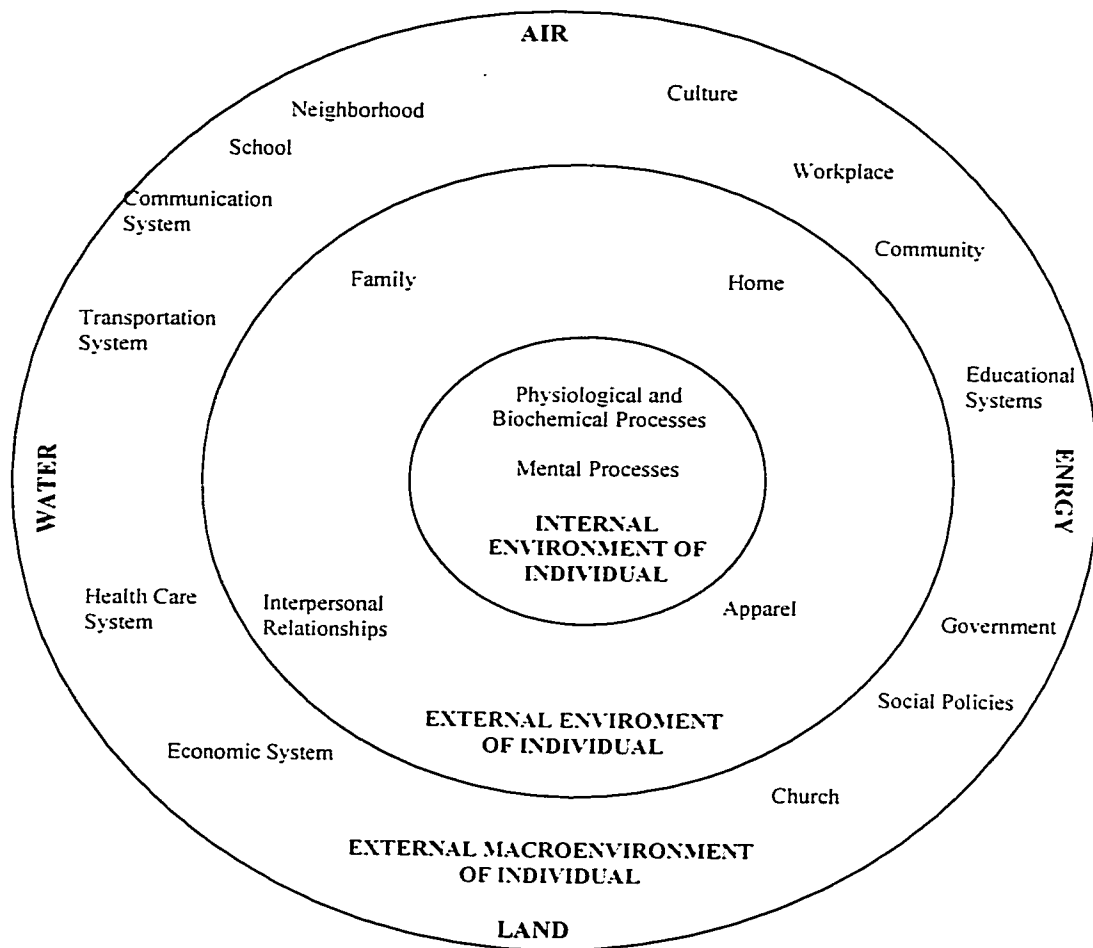 AIR
Culture
Neighborhood
School
Workplace
Communication
System
Community
Family
Home
Transportation
System
Educational
Systems
Physiological and
Biochemical Processes
Mental Processes
WATER
ENRGY
INTERNAL
ENVIRONMENT OF
INDIVIDUAL
Health Care
System
Interpersonal
Relationships
Apparel
Government
Social Policies
EXTERNAL ENVIROMENT
OF INDIVIDUAL
Economic System
Church
EXTERNAL MACROENVIRONMENT
OF INDIVIDUAL
LAND